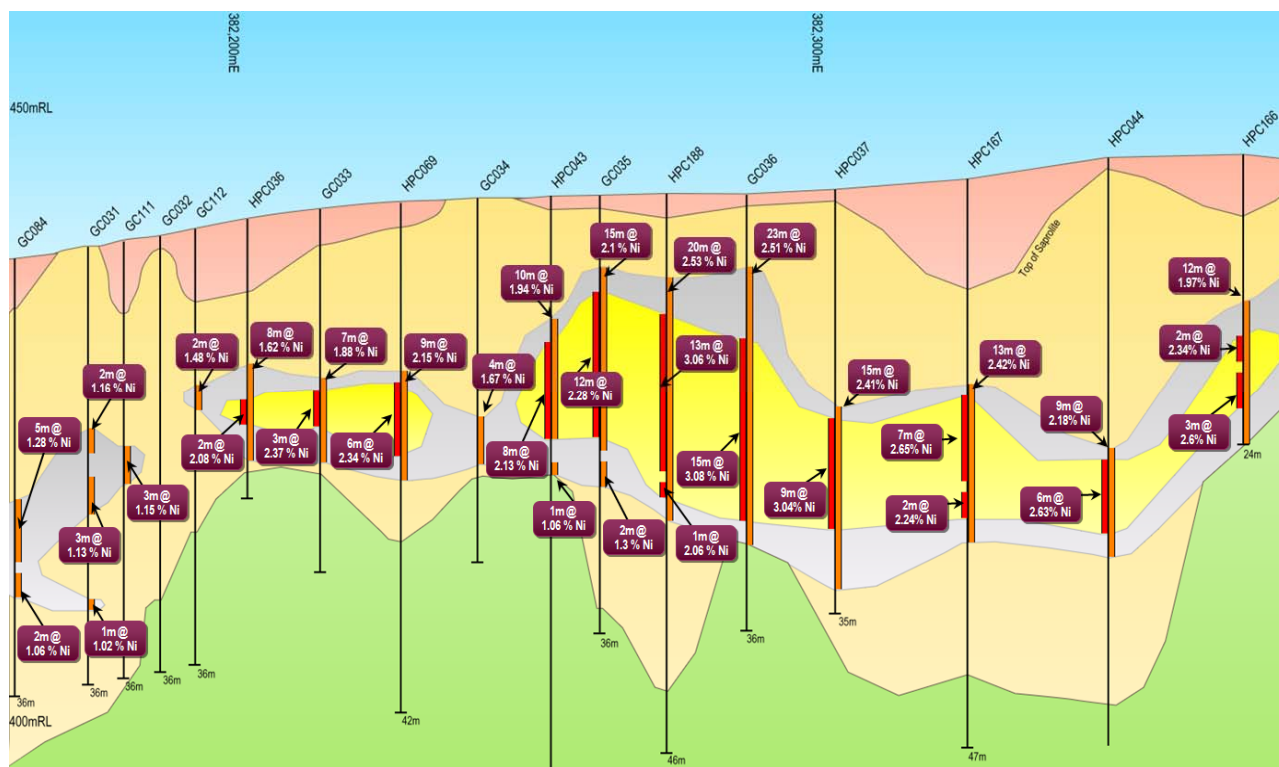 382,200mE
382,300mE
450mRL
400mRL
GC084
GC031
GC111
GC032
GC112
HPC036
GC033
HPC069
GC034
HPC043
GC035
HPC188
GC036
HPC037
HPC167
HPC044
HPC166
Top of Saprolite
5m @
1.28 % Ni
2m @
1.06 % Ni
2m @
1.16 % Ni
3m @
1.13 % Ni
1m @
1.02 % Ni
3m @
1.15 % Ni
2m @
1.48 % Ni
8m @
1.62 % Ni
2m @
2.08 % Ni
7m @
1.88 % Ni
3m @
2.37 % Ni
9m @
2.15 % Ni
6m @
2.34 % Ni
4m @
1.67 % Ni
10m @
1.94 % Ni
8m @
2.13 % Ni
1m @
1.06 % Ni
15m @
2.1 % Ni
12m @
2.28 % Ni
2m @
1.3 % Ni
20m @
2.53 % Ni
13m @
3.06 % Ni
1m @
2.06 % Ni
23m @
2.51 % Ni
15m @
3.08 % Ni
15m @
2.41% Ni
9m @
3.04% Ni
13m @
2.42% Ni
7m @
2.65% Ni
2m @
2.24% Ni
9m @
2.18% Ni
6m @
2.63% Ni
12m @
1.97% Ni
2m @
2.34% Ni
3m @
2.6% Ni
36m
36m
36m
36m
36m
42m
36m
46m
36m
35m
47m
24m